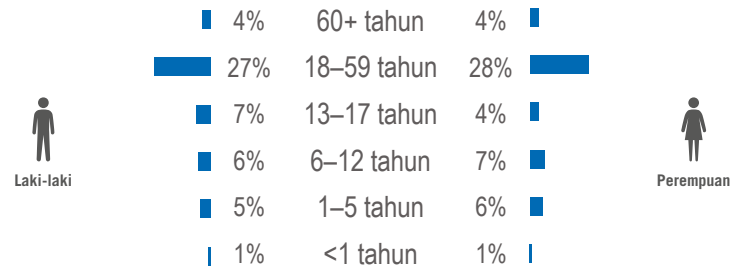 4% 60+ tahun 4%
27% 18–59 tahun 28%
7% 13–17 tahun 4%
6% 6–12 tahun 7%
Laki-laki
Perempuan
5% 1–5 tahun 6%
1% <1 tahun 1%